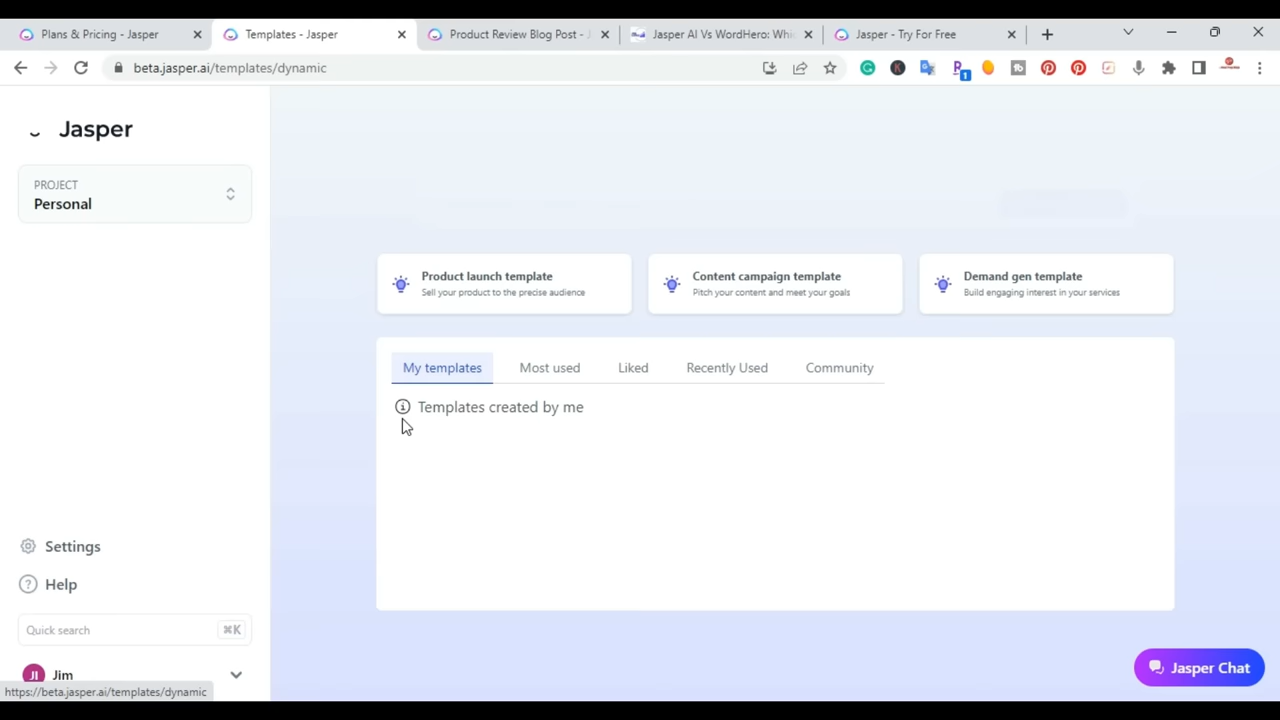 Plans & Pricing - Jasper
Templates - Jasper
Product Review Blog Post - J
Jasper AI Vs WordHero: Whic
Jasper - Try For Free
beta.jasper.ai/templates/dynamic
1
Jasper
PROJECT
Personal
Product launch template
Sell your product to the precise audience
Content campaign template
Pitch your content and meet your goals
Demand gen template
Build engaging interest in your services
My templates
Most used
Liked
Recently Used
Community
Templates created by me
Settings
Help
Quick search
⌘K
JI
Jim
Jasper Chat
https://beta.jasper.ai/templates/dynamic